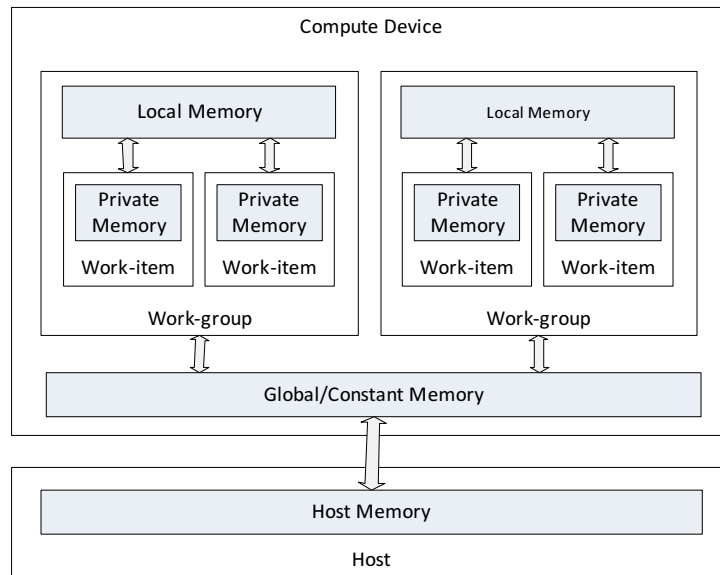 Compute Device
Local Memory
Local Memory
Private
Memory
Work-item
Private
Memory
Work-item
Work-group
Private
Memory
Work-item
Private
Memory
Work-item
Work-group
Global/Constant Memory
Host Memory
Host